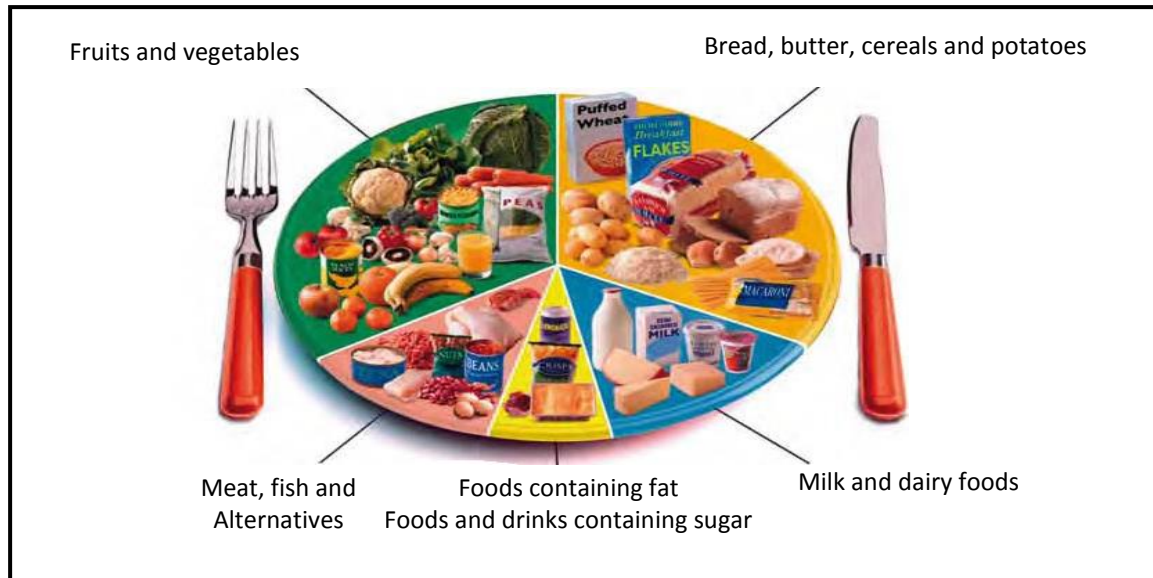 Fruits and vegetables
Bread, butter, cereals and potatoes
Puffed
Wheat
Breakfast
FLAKES
PEAS
NUTS
BEANS
CRISPS
MILK
MACARONI
Meat, fish and
Alternatives
Foods containing fat
Foods and drinks containing sugar
Milk and dairy foods